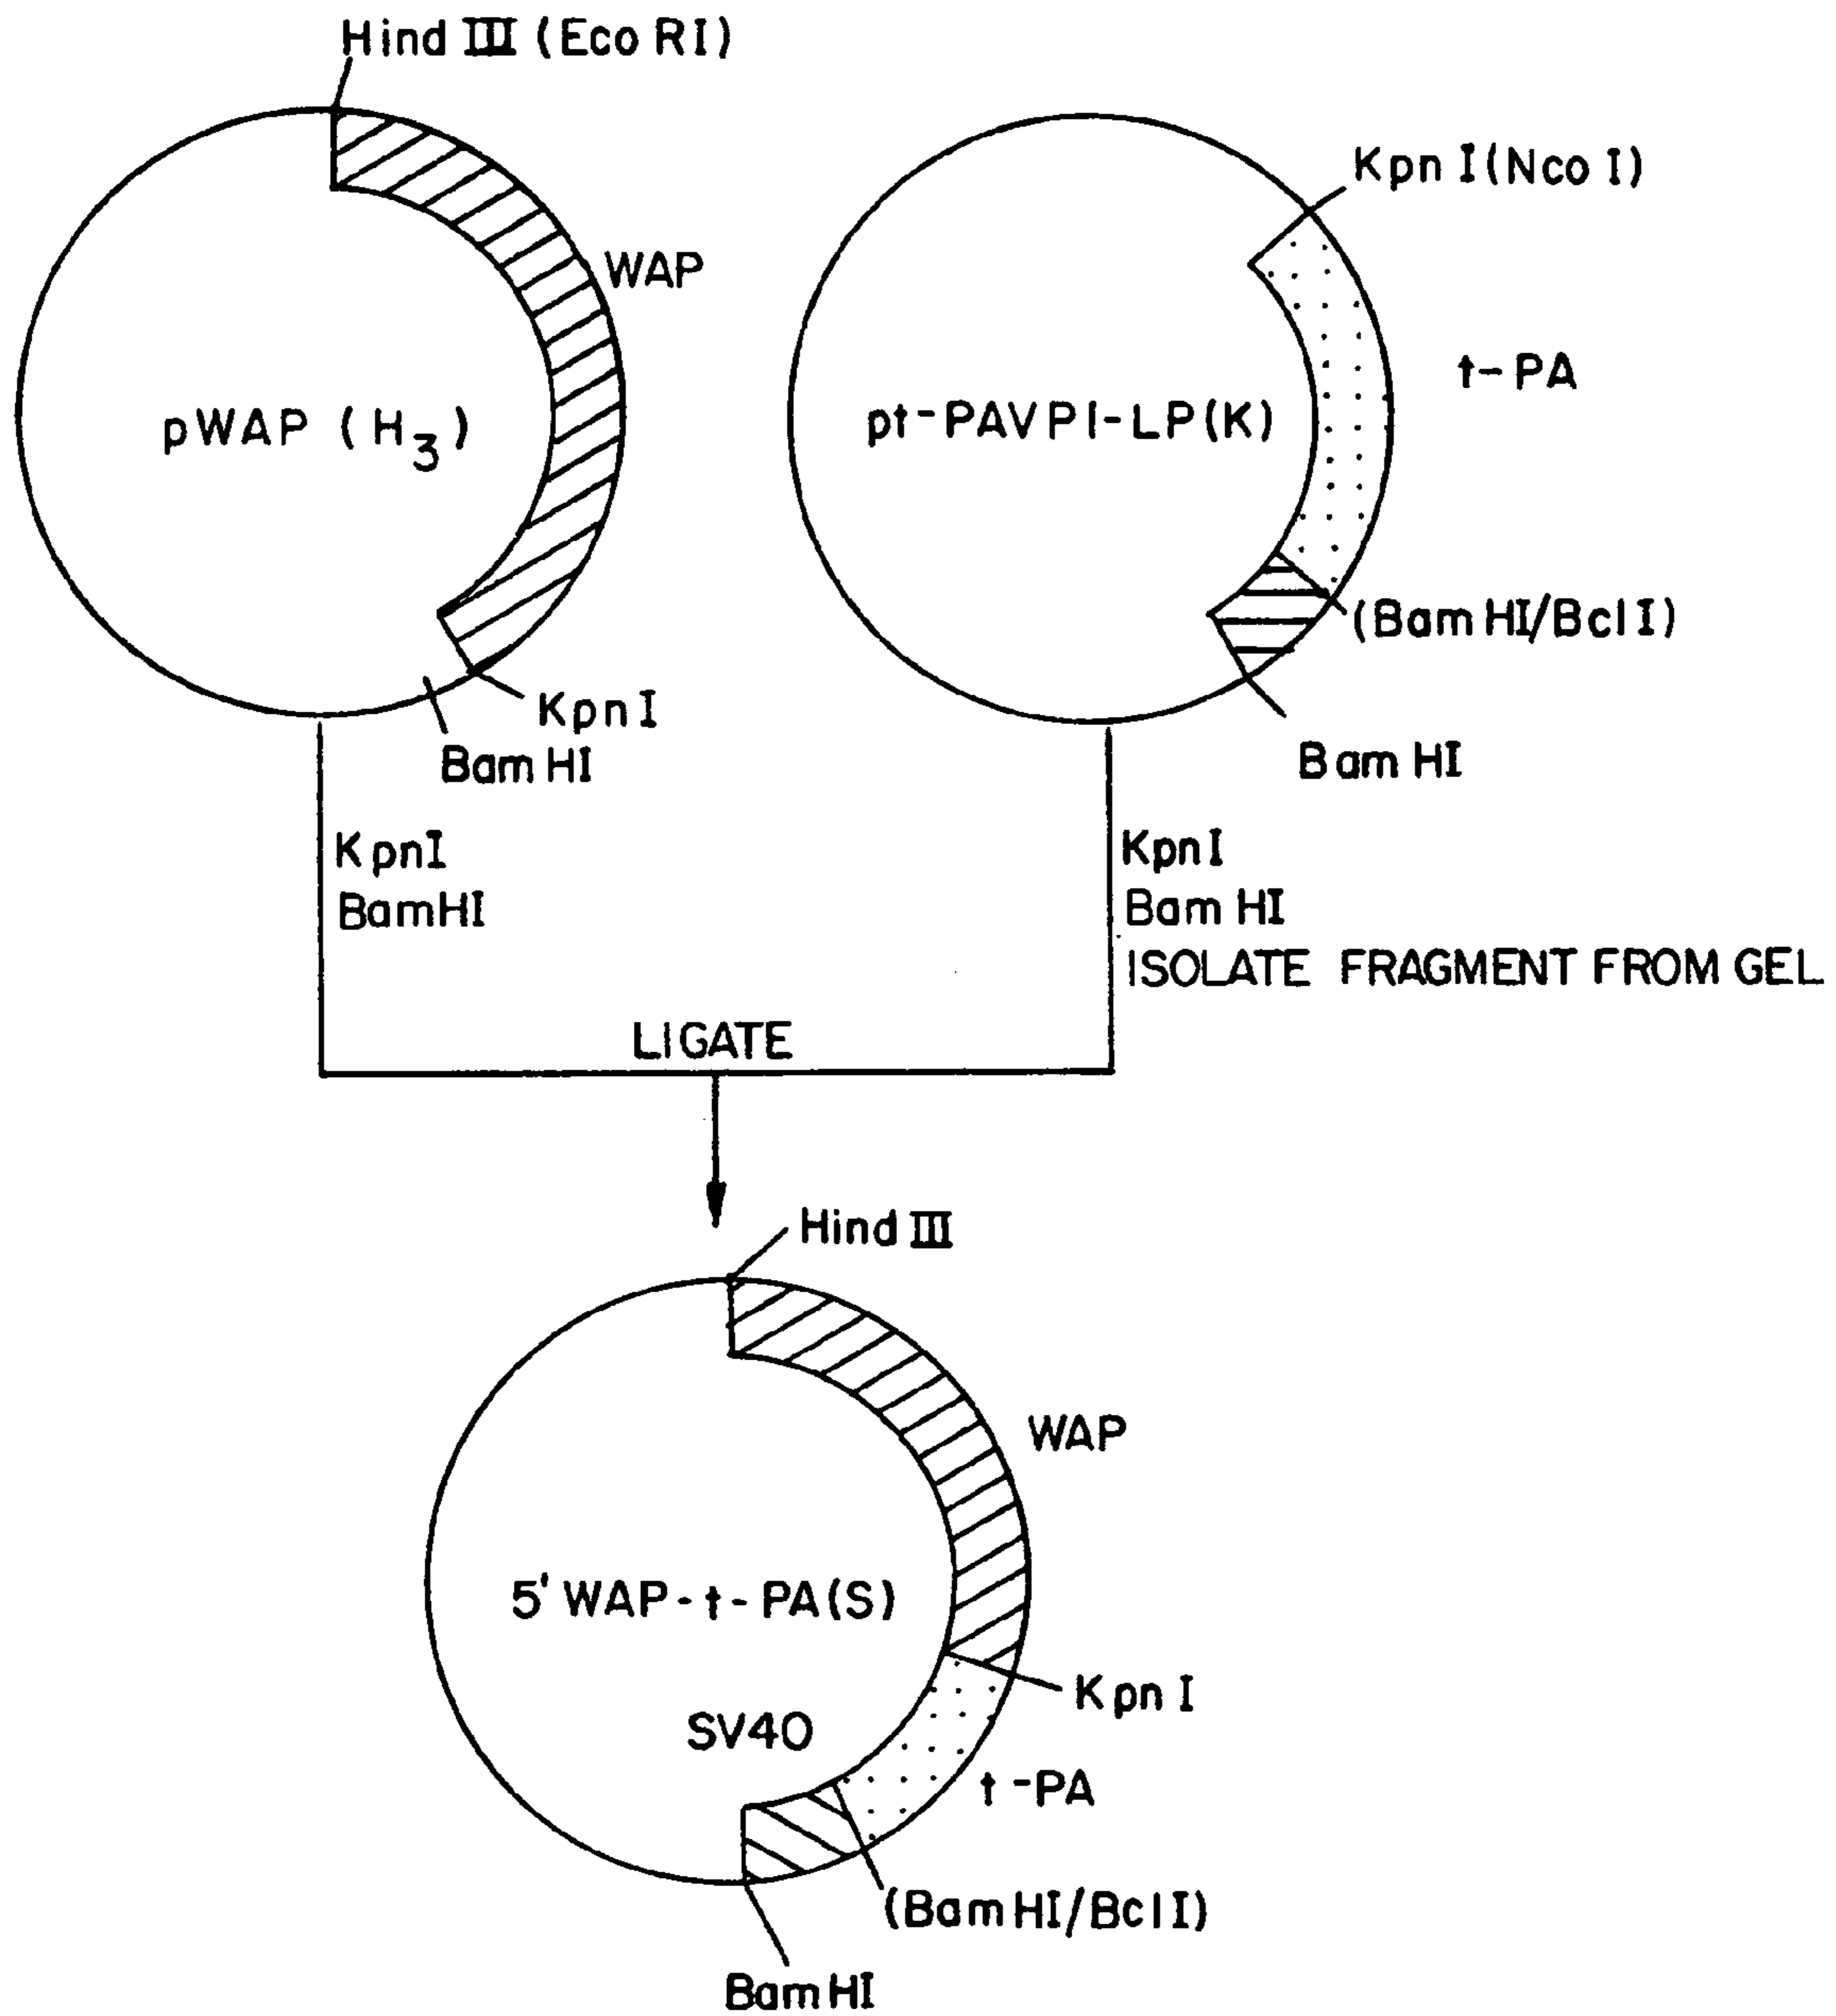 Hind III (Eco RI)
Kpn I (Nco I)
WAP
t-PA
pWAP (H3)
pt-PAVPI-LP(K)
(Bam HI/Bcl I)
Kpn I
Bam HI
Bam HI
KpnI
BamHI
KpnI
Bam HI
ISOLATE FRAGMENT FROM GEL
LIGATE
Hind III
WAP
5' WAP-t-PA(S)
Kpn I
SV40
t-PA
(Bam HI/Bcl I)
Bam HI